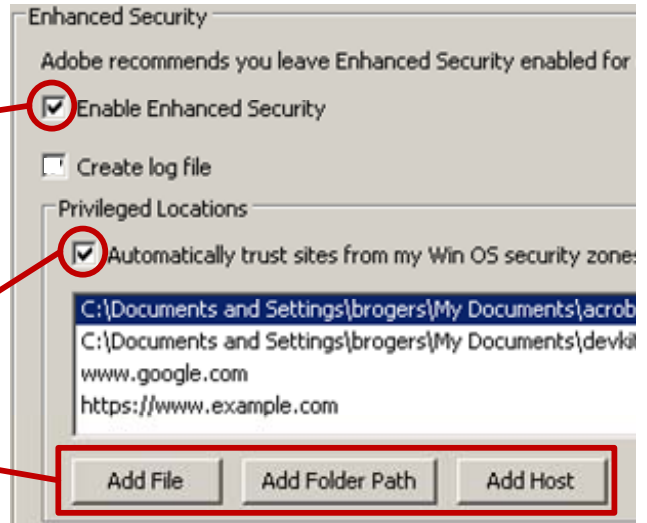 Enhanced Security
Adobe recommends you leave Enhanced Security enabled for
Enable Enhanced Security
Create log file
Privileged Locations
Automatically trust sites from my Win OS security zones
C:\Documents and Settings\brogers\My Documents\acrob
C:\Documents and Settings\brogers\My Documents\devkit
www.google.com
https://www.example.com
Add File Add Folder Path Add Host